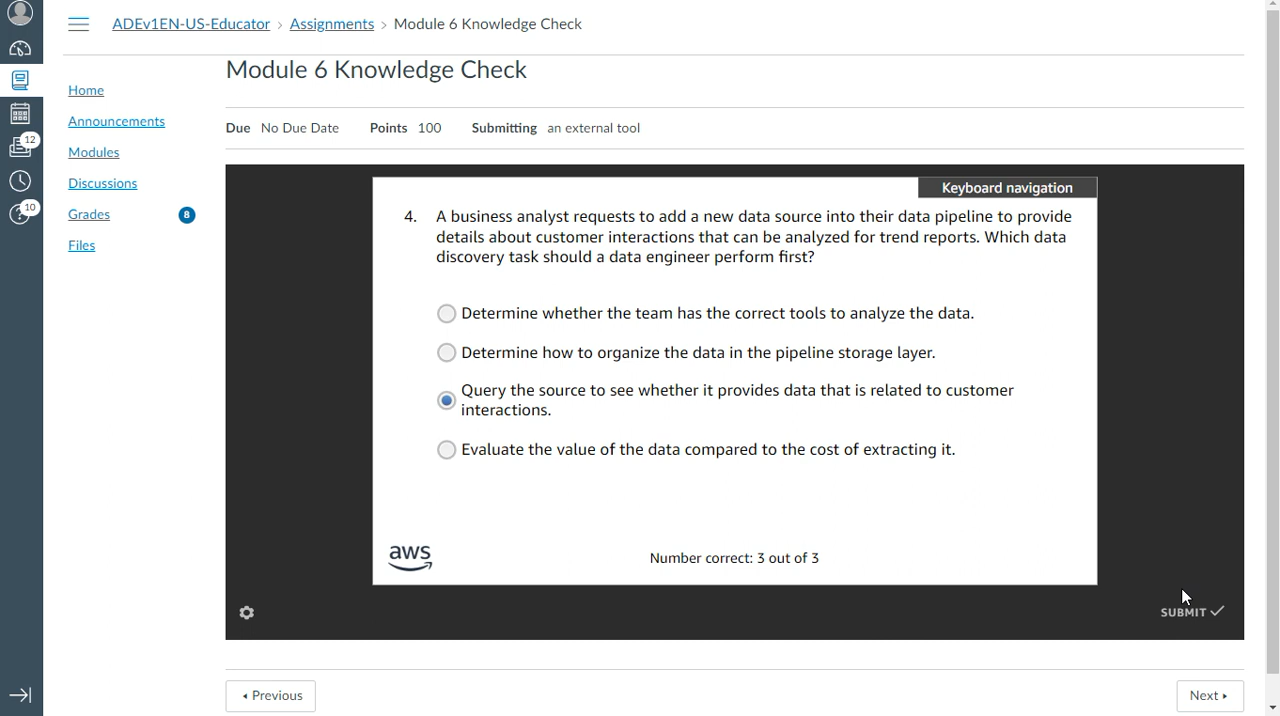 ADEv1EN-US-Educator › Assignments › Module 6 Knowledge Check
Module 6 Knowledge Check
Home
Announcements
Modules
Discussions
Grades 8
Files
12
10
Due No Due Date Points 100 Submitting an external tool
Keyboard navigation
4. A business analyst requests to add a new data source into their data pipeline to provide
details about customer interactions that can be analyzed for trend reports. Which data
discovery task should a data engineer perform first?
Determine whether the team has the correct tools to analyze the data.
Determine how to organize the data in the pipeline storage layer.
Query the source to see whether it provides data that is related to customer
interactions.
Evaluate the value of the data compared to the cost of extracting it.
aws
Number correct: 3 out of 3
SUBMIT
Previous
Next